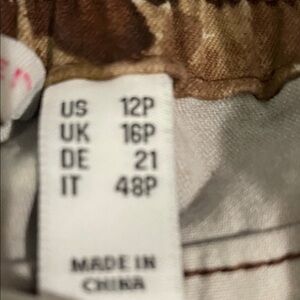 US 12P
UK 16P
DE 21
IT 48P
MADE IN
CHINA